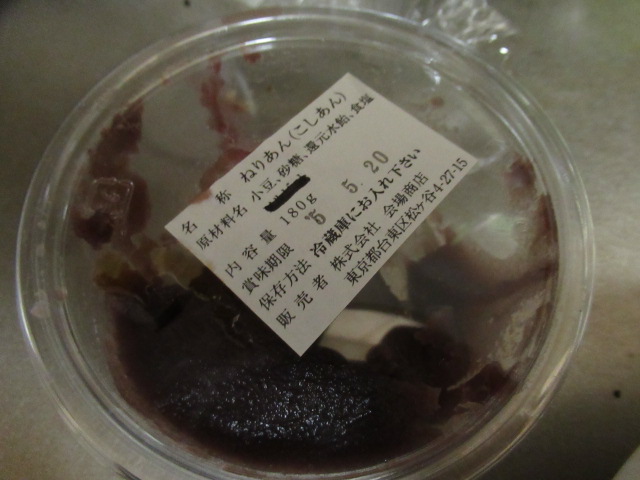 名 称 ねりあん(こしあん)
原材料名 小豆、砂糖、還元水飴、食塩
内 容 量 180g
賞味期限 '6 5. 20
保存方法 冷蔵庫にお入れ下さい
販 売 者 株式会社 会場商店
東京都台東区松ヶ谷4-27-15